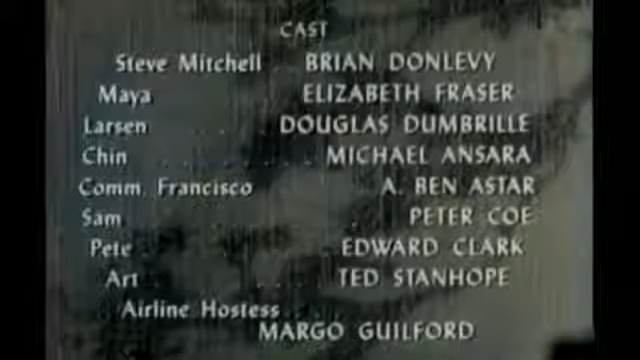 CAST
Steve Mitchell BRIAN DONLEVY
Maya ELIZABETH FRASER
Larsen . . . DOUGLAS DUMBRILLE
Chin . . . . . . . . MICHAEL ANSARA
Comm. Francisco A. BEN ASTAR
Sam . PETER COE
Pete . . EDWARD CLARK
Art . . . . . TED STANHOPE
Airline Hostess . . .
MARGO GUILFORD